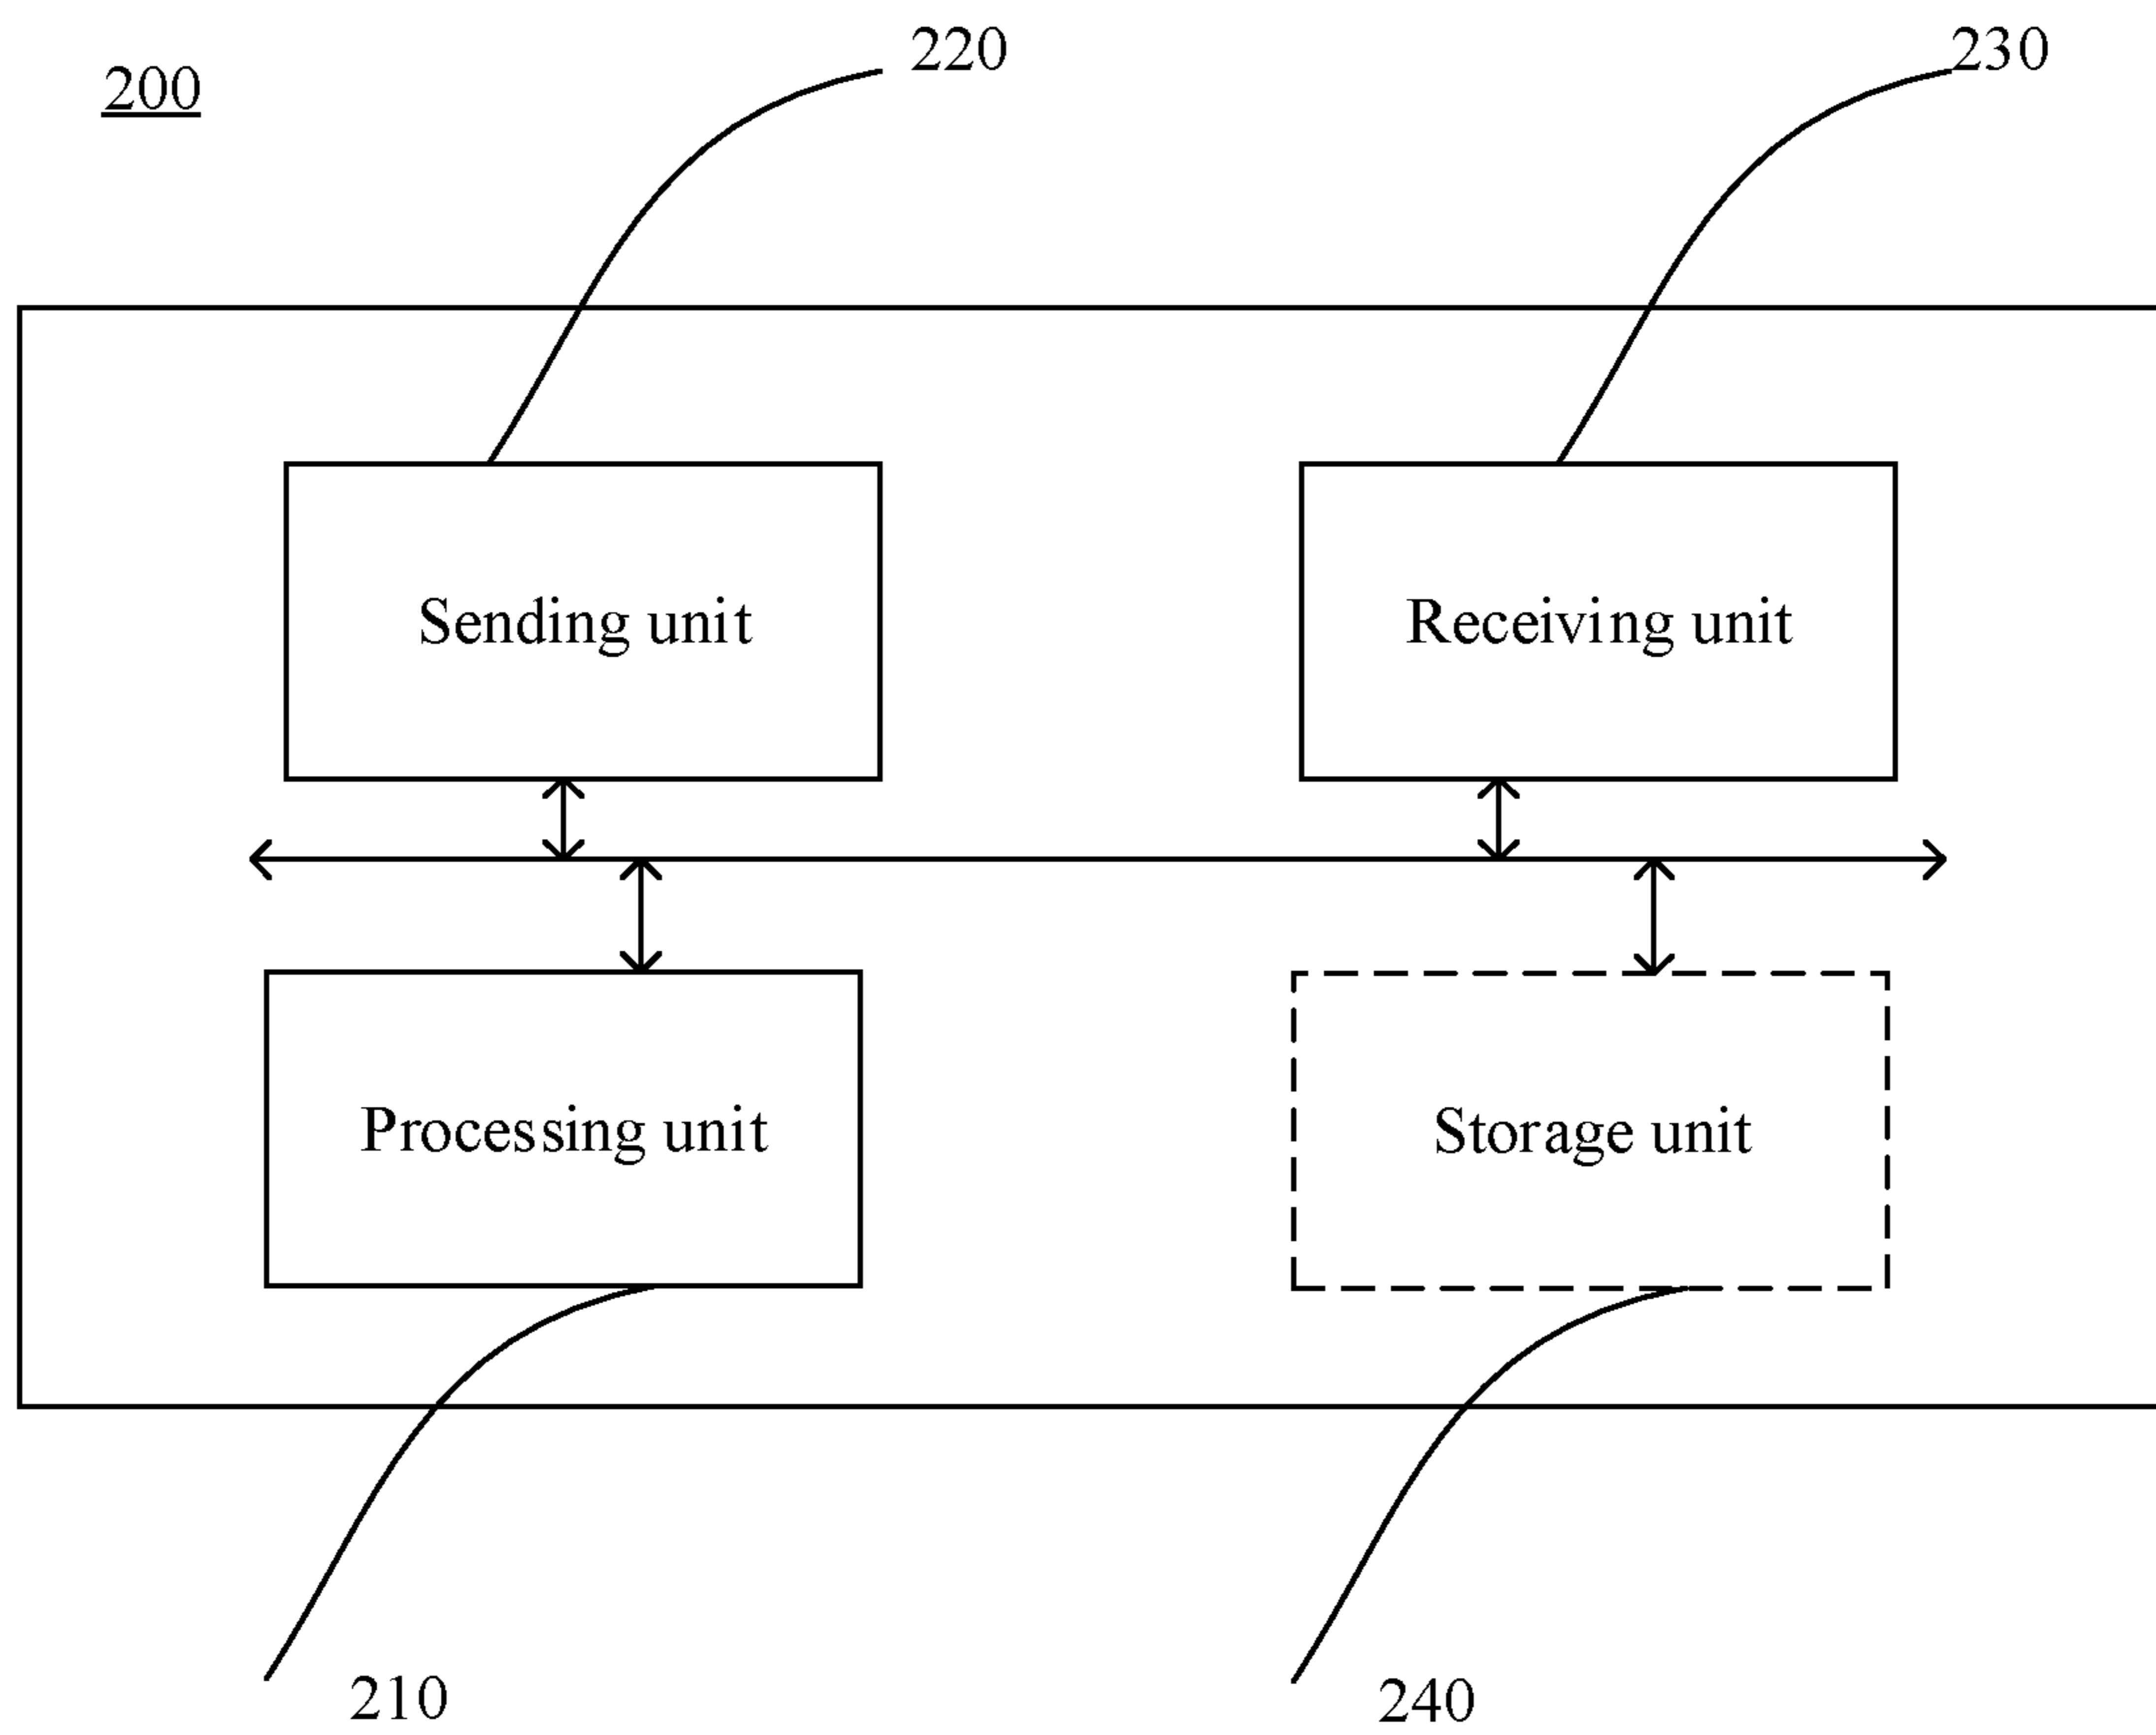 220
230
200
Sending unit
Receiving unit
Processing unit
Storage unit
210
240